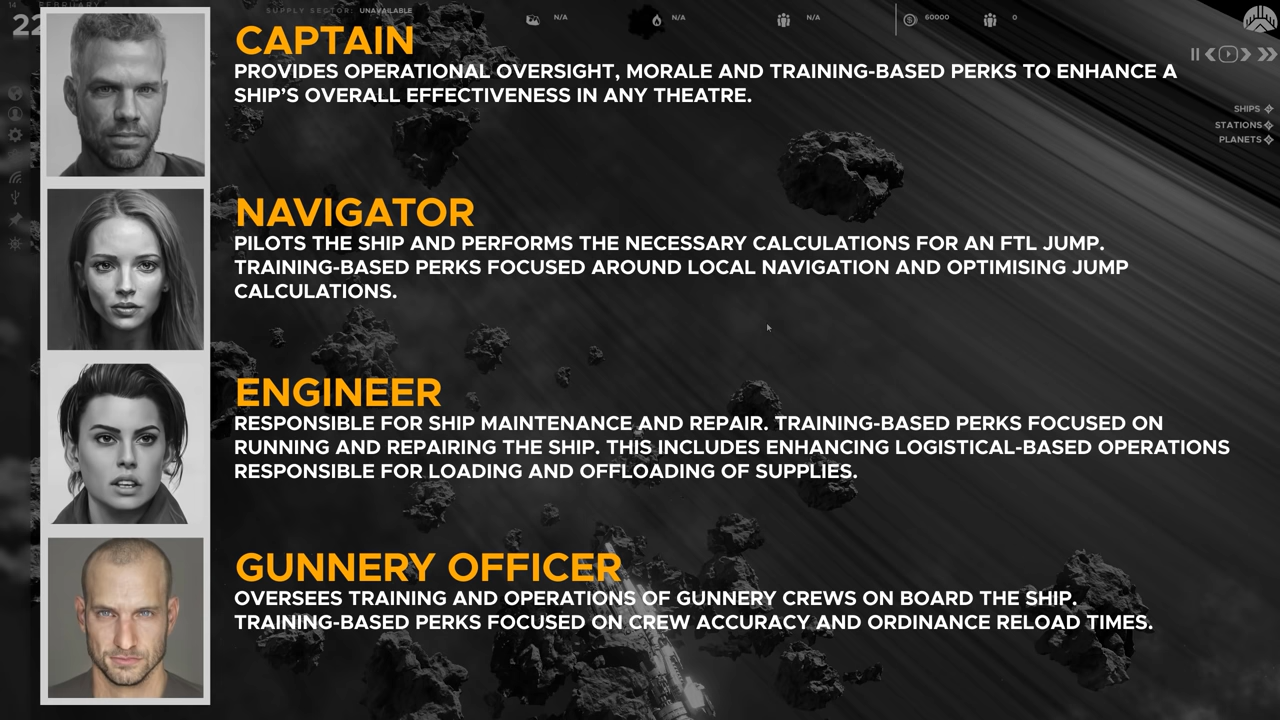 14 FEBRUARY
22
SUPPLY SECTOR: UNAVAILABLE
N/A
N/A
N/A
60000
0
CAPTAIN
PROVIDES OPERATIONAL OVERSIGHT, MORALE AND TRAINING-BASED PERKS TO ENHANCE A
SHIP'S OVERALL EFFECTIVENESS IN ANY THEATRE.
SHIPS
STATIONS
PLANETS
NAVIGATOR
PILOTS THE SHIP AND PERFORMS THE NECESSARY CALCULATIONS FOR AN FTL JUMP.
TRAINING-BASED PERKS FOCUSED AROUND LOCAL NAVIGATION AND OPTIMISING JUMP
CALCULATIONS.
ENGINEER
RESPONSIBLE FOR SHIP MAINTENANCE AND REPAIR. TRAINING-BASED PERKS FOCUSED ON
RUNNING AND REPAIRING THE SHIP. THIS INCLUDES ENHANCING LOGISTICAL-BASED OPERATIONS
RESPONSIBLE FOR LOADING AND OFFLOADING OF SUPPLIES.
GUNNERY OFFICER
OVERSEES TRAINING AND OPERATIONS OF GUNNERY CREWS ON BOARD THE SHIP.
TRAINING-BASED PERKS FOCUSED ON CREW ACCURACY AND ORDINANCE RELOAD TIMES.